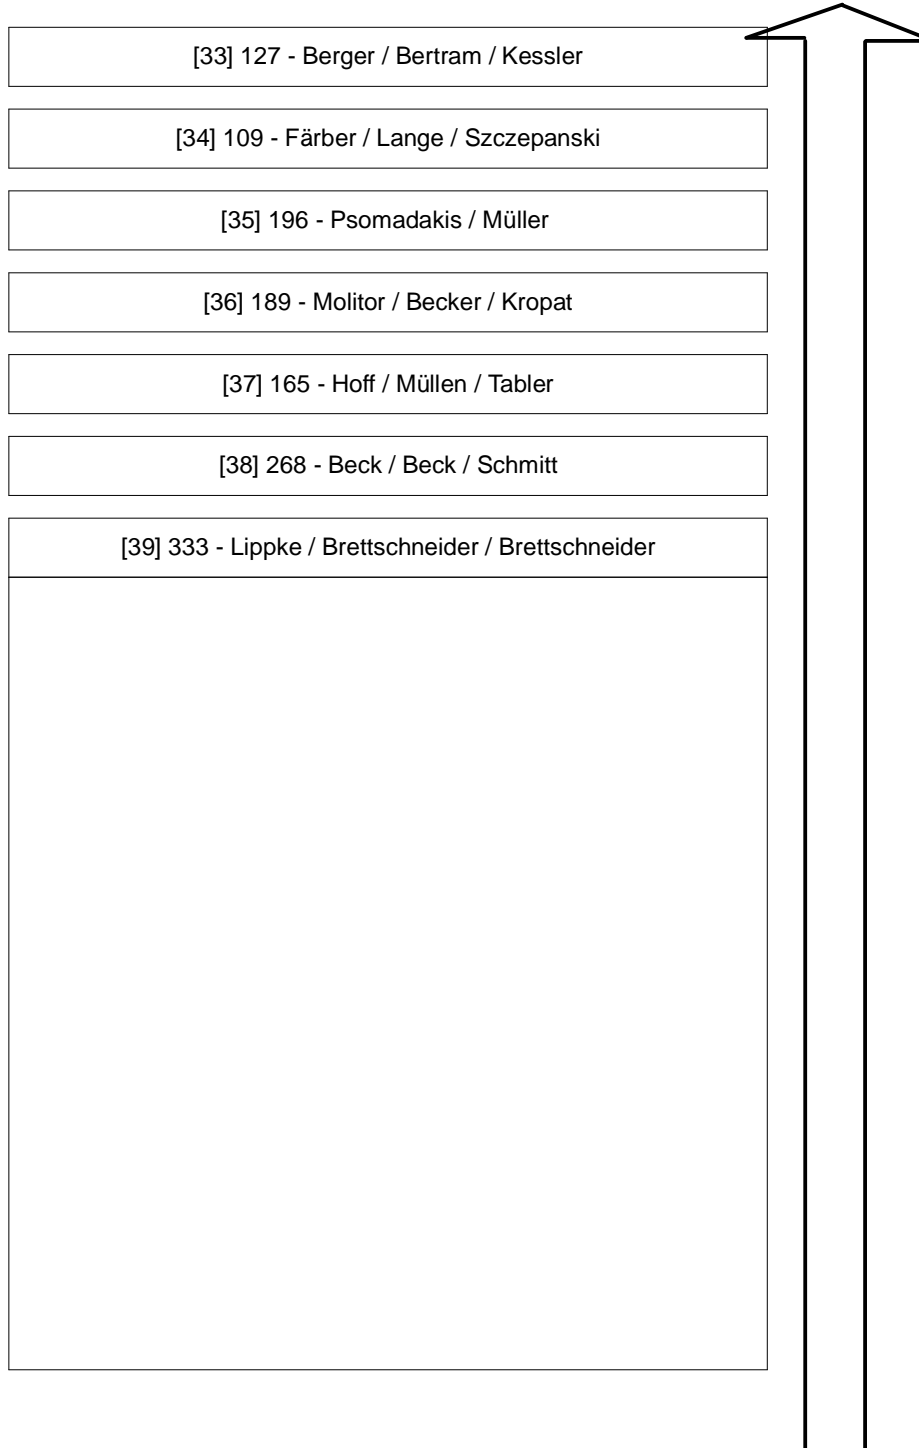 [33] 127 - Berger / Bertram / Kessler
[34] 109 - Färber / Lange / Szczepanski
[35] 196 - Psomadakis / Müller
[36] 189 - Molitor / Becker / Kropat
[37] 165 - Hoff / Müllen / Tabler
[38] 268 - Beck / Beck / Schmitt
[39] 333 - Lippke / Brettschneider / Brettschneider